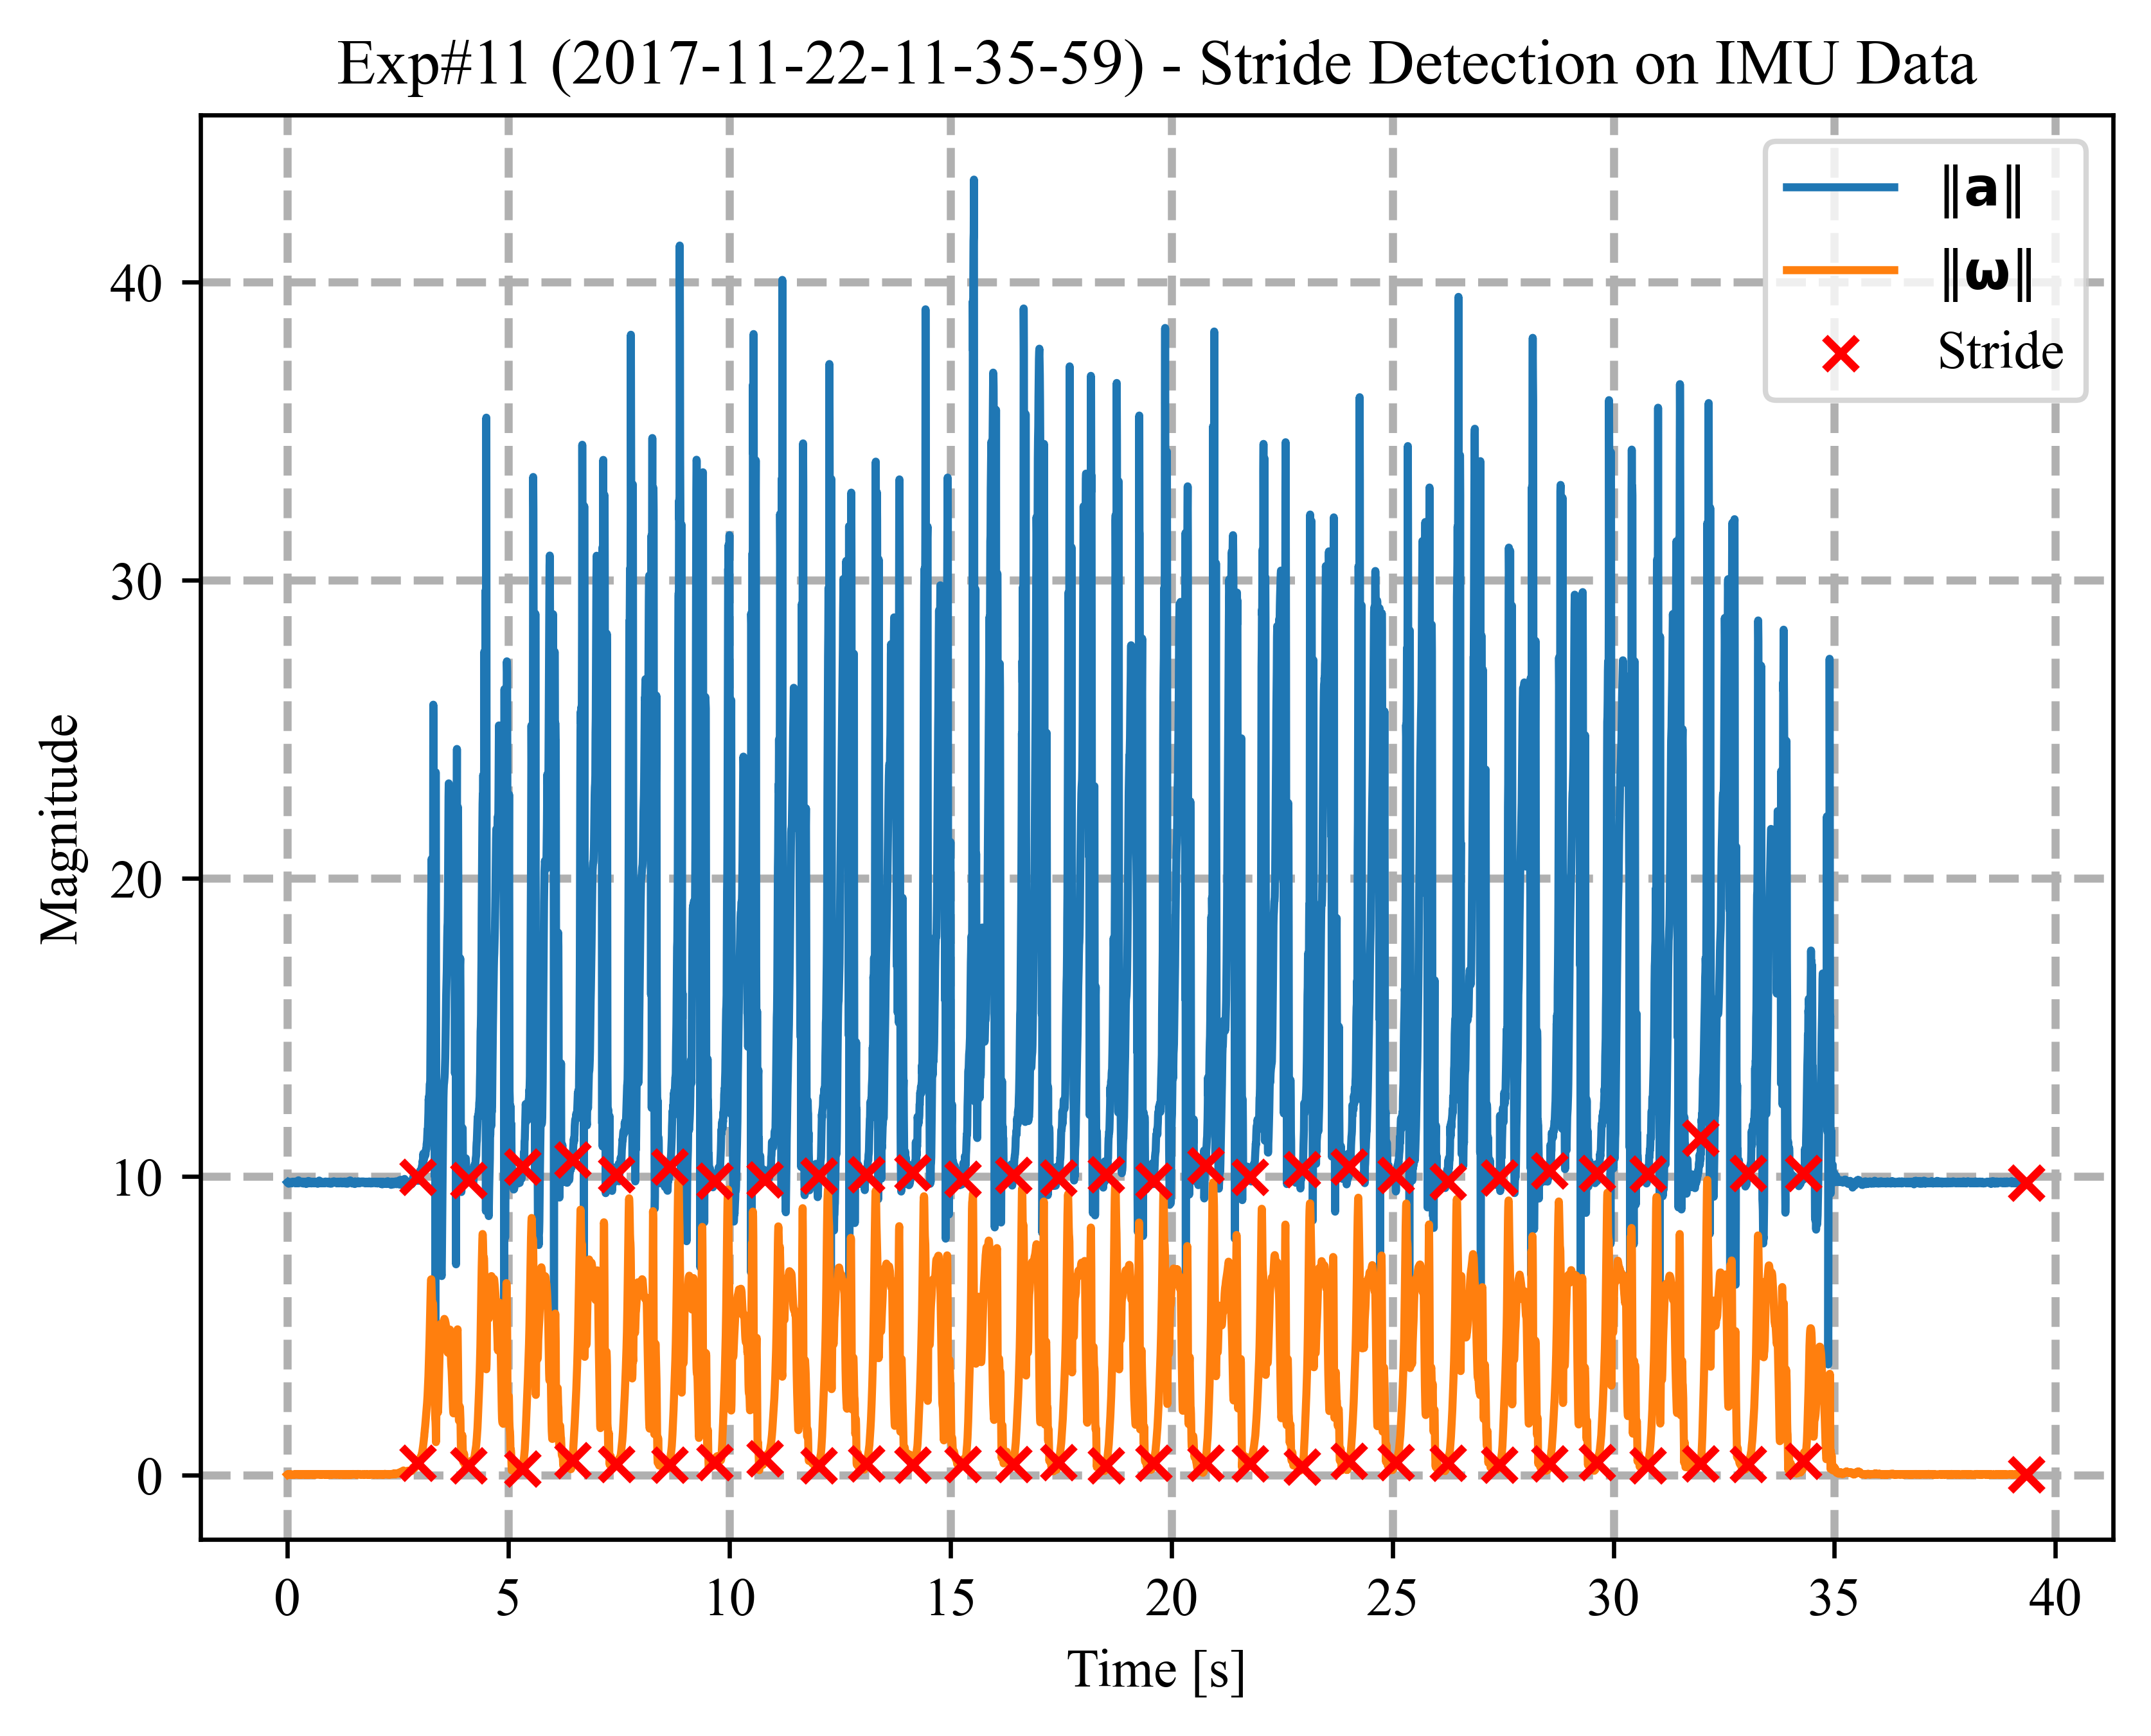 Exp#11 (2017-11-22-11-35-59) - Stride Detection on IMU Data
‖a‖
‖ω‖
Stride
Magnitude
40
30
20
10
0
0 5 10 15 20 25 30 35 40
Time [s]